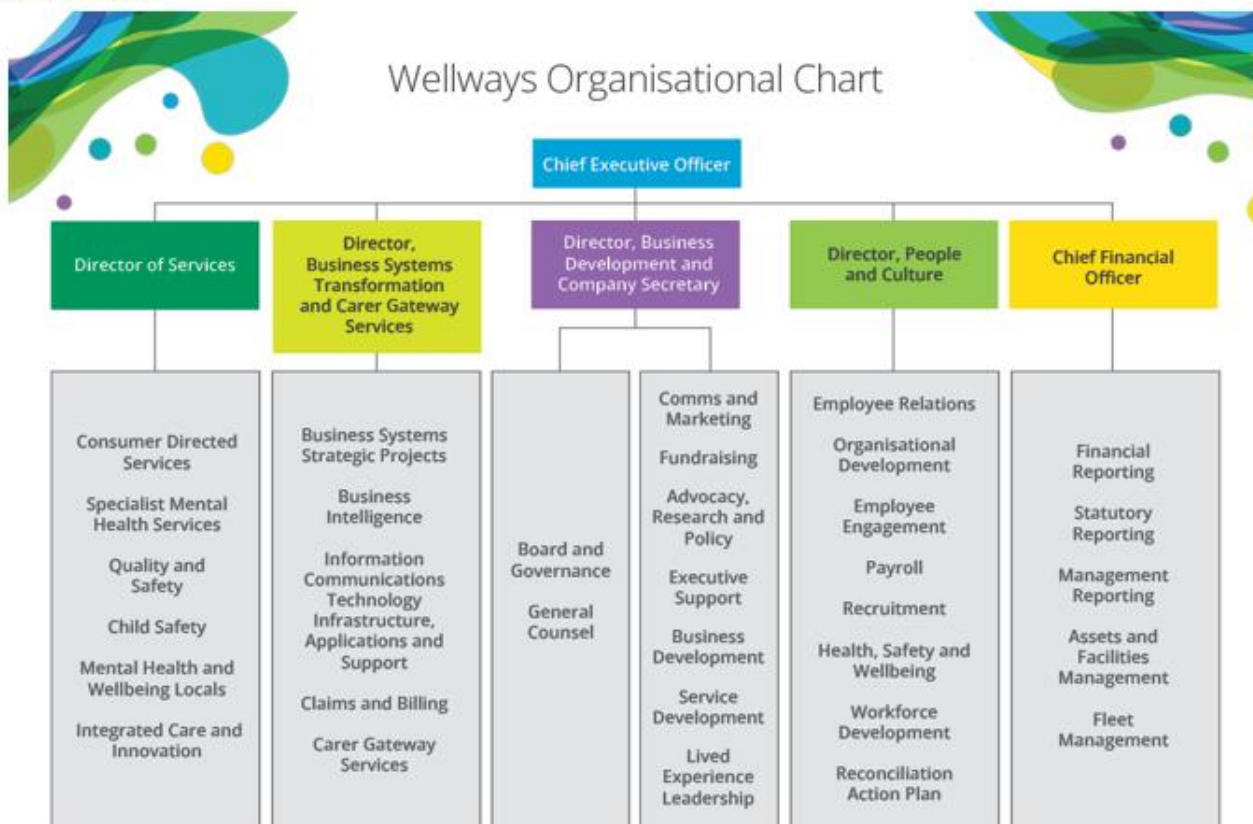 Wellways Organisational Chart
Chief Executive Officer
Director of Services
Director,
Business Systems
Transformation
and Carer Gateway
Services
Director, Business
Development and
Company Secretary
Director, People
and Culture
Chief Financial
Officer
Consumer Directed
Services
Specialist Mental
Health Services
Quality and
Safety
Child Safety
Mental Health and
Wellbeing Locals
Integrated Care and
Innovation
Business Systems
Strategic Projects
Business
Intelligence
Information
Communications
Technology
Infrastructure,
Applications and
Support
Claims and Billing
Carer Gateway
Services
Board and
Governance
General
Counsel
Comms and
Marketing
Fundraising
Advocacy,
Research and
Policy
Executive
Support
Business
Development
Service
Development
Lived
Experience
Leadership
Employee Relations
Organisational
Development
Employee
Engagement
Payroll
Recruitment
Health, Safety and
Wellbeing
Workforce
Development
Reconciliation
Action Plan
Financial
Reporting
Statutory
Reporting
Management
Reporting
Assets and
Facilities
Management
Fleet
Management